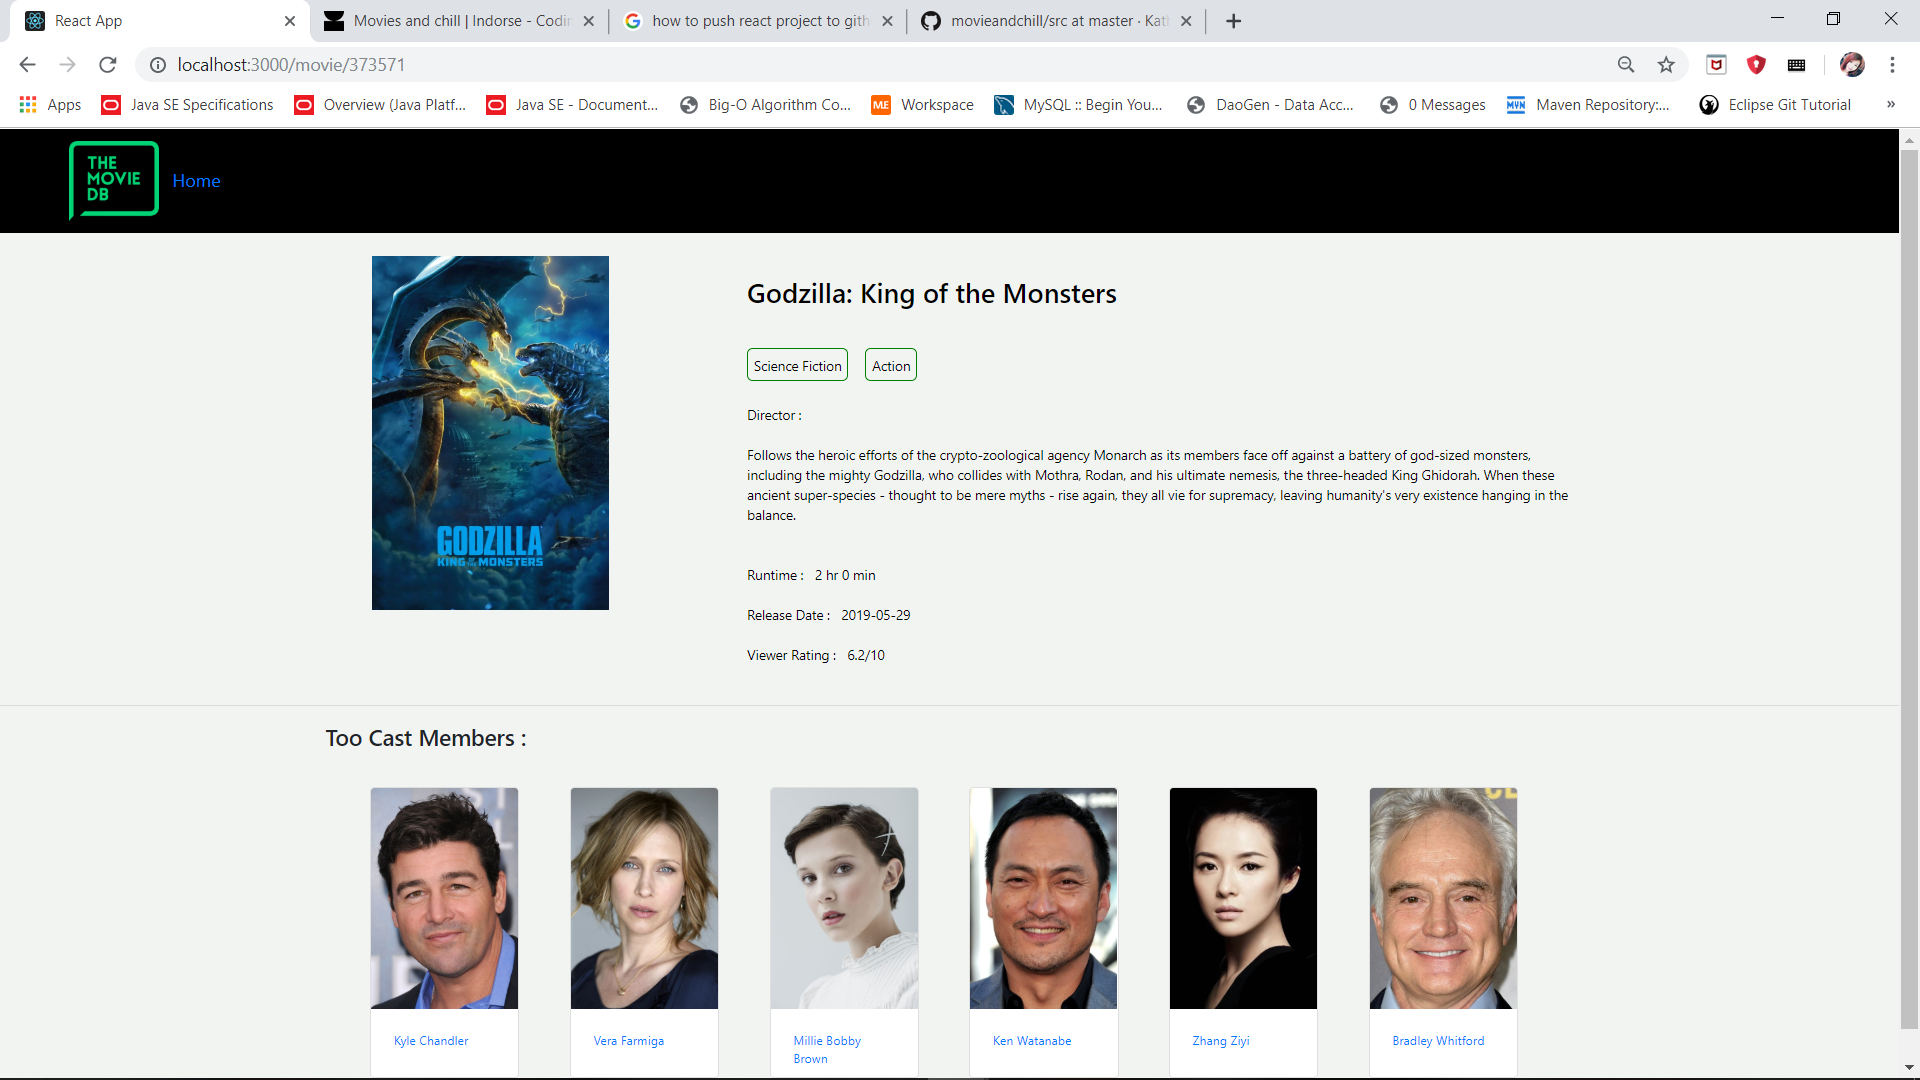 React App
Movies and chill | Indorse - Codin
how to push react project to gith
movieandchill/src at master · Kat
localhost:3000/movie/373571
Apps
Java SE Specifications
Overview (Java Platf...
Java SE - Document...
Big-O Algorithm Co...
ME
Workspace
MySQL :: Begin You...
DaoGen - Data Acc...
0 Messages
MVN
Maven Repository:...
Eclipse Git Tutorial
»
THE
MOVIE
DB
Home
Godzilla: King of the Monsters
Science Fiction
Action
Director :
Follows the heroic efforts of the crypto-zoological agency Monarch as its members face off against a battery of god-sized monsters,
including the mighty Godzilla, who collides with Mothra, Rodan, and his ultimate nemesis, the three-headed King Ghidorah. When these
ancient super-species - thought to be mere myths - rise again, they all vie for supremacy, leaving humanity's very existence hanging in the
balance.
GODZILLA
KING OF THE MONSTERS
Runtime : 2 hr 0 min
Release Date : 2019-05-29
Viewer Rating : 6.2/10
Too Cast Members :
Kyle Chandler
Vera Farmiga
Millie Bobby
Brown
Ken Watanabe
Zhang Ziyi
Bradley Whitford